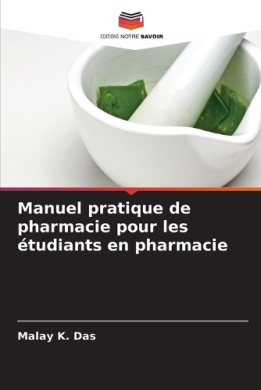 EDITIONS NOTRE SAVOIR
Manuel pratique de
pharmacie pour les
étudiants en pharmacie
Malay K. Das